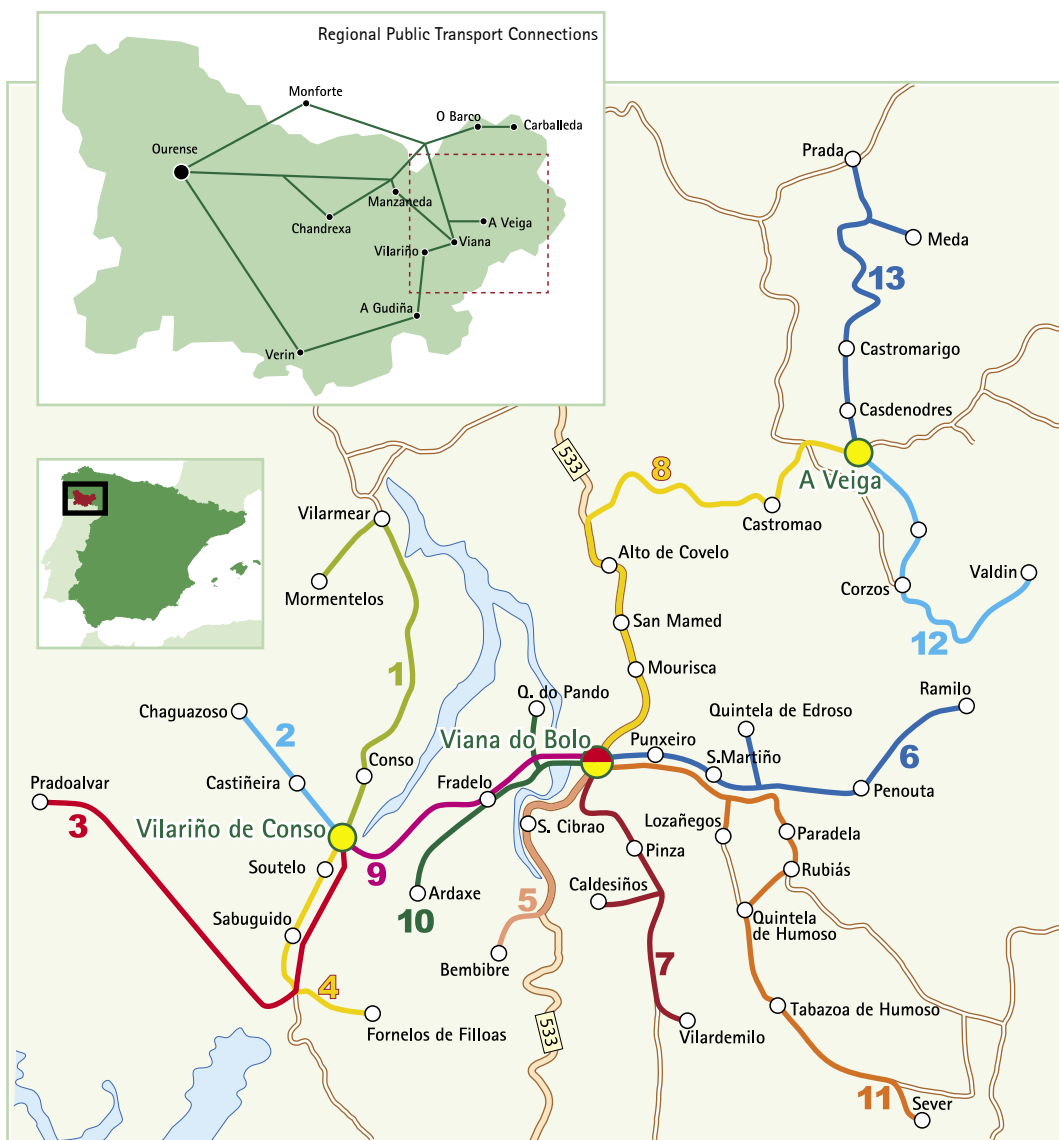 Regional Public Transport Connections
Monforte
O Barco
Carballeda
Ourense
Manzaneda
A Veiga
Chandrexa
Viana
Vilariño
A Gudiña
Verin
Prada
Meda
13
Castromarigo
Casdenodres
533
8
A Veiga
Castromao
Vilarmear
Alto de Covelo
Valdin
Corzos
Mormentelos
San Mamed
12
1
Mourisca
Ramilo
Q. do Pando
Quintela de Edroso
Chaguazoso
2
Viana do Bolo
Punxeiro
S.Martiño
6
Conso
Castiñeira
Fradelo
Penouta
Pradoalvar
3
Vilariño de Conso
S. Cibrao
Lozañegos
Paradela
Soutelo
9
Pinza
Rubiás
Ardaxe
5
Caldesiños
10
Sabuguido
Quintela
de Humoso
Bembibre
7
4
Tabazoa de Humoso
Fornelos de Filloas
533
Vilardemilo
11
Sever